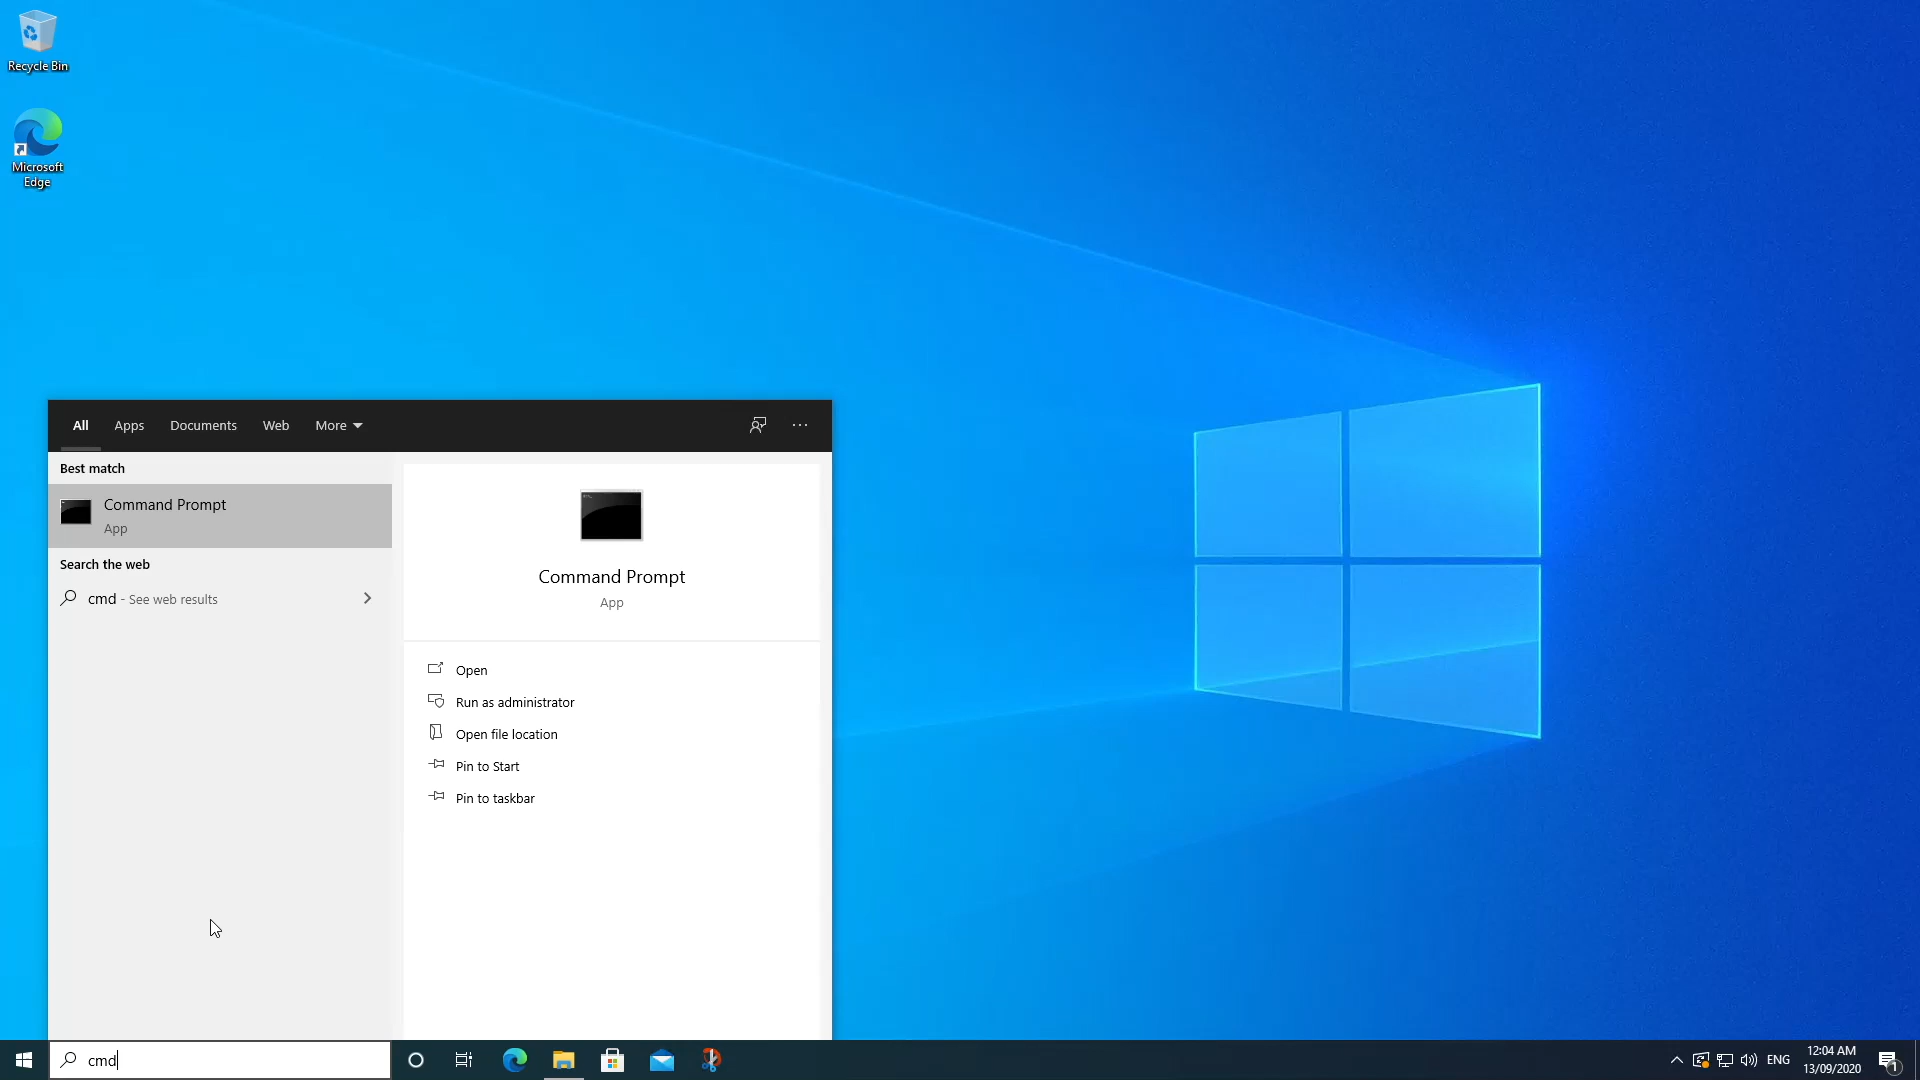 Recycle Bin
Microsoft
Edge
All
Apps
Documents
Web
More
Best match
Command Prompt
App
Search the web
cmd - See web results
Command Prompt
App
Open
Run as administrator
Open file location
Pin to Start
Pin to taskbar
cmd
ENG
12:04 AM
13/09/2020
1